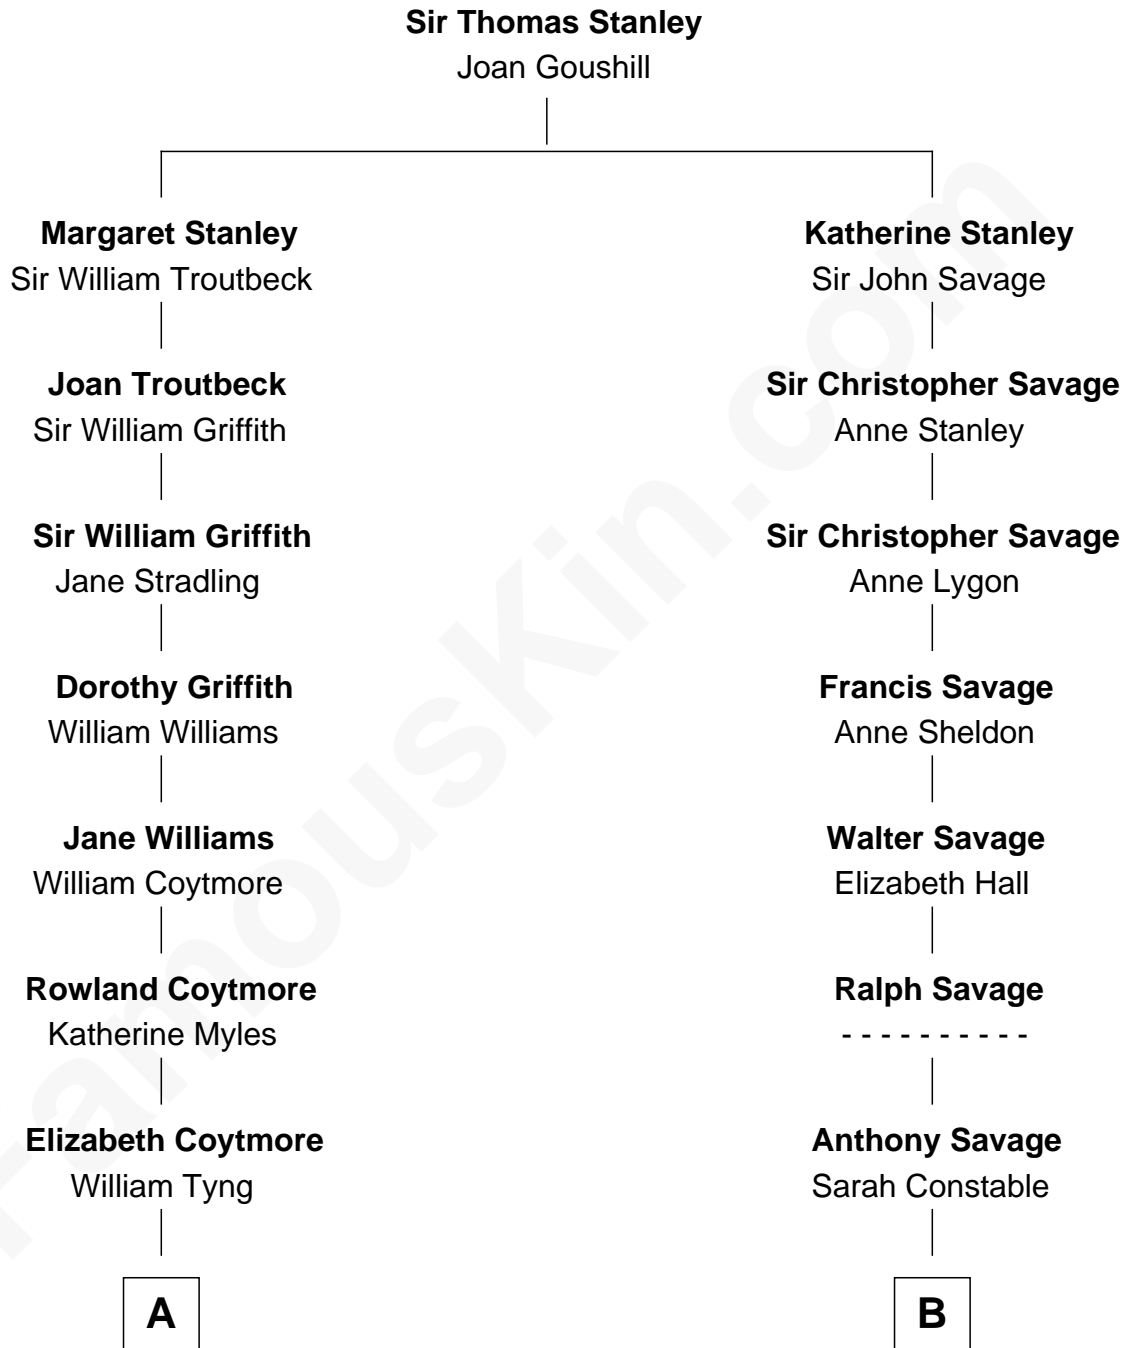 Sir Thomas Stanley
Joan Goushill
Margaret Stanley
Sir William Troutbeck
Katherine Stanley
Sir John Savage
Joan Troutbeck
Sir William Griffith
Sir Christopher Savage
Anne Stanley
Sir William Griffith
Jane Stradling
Sir Christopher Savage
Anne Lygon
Dorothy Griffith
William Williams
Francis Savage
Anne Sheldon
Jane Williams
William Coytmore
Walter Savage
Elizabeth Hall
Rowland Coytmore
Katherine Myles
Ralph Savage
- - - - - - - - - -
Elizabeth Coytmore
William Tyng
Anthony Savage
Sarah Constable
A
B
FamousKin.com